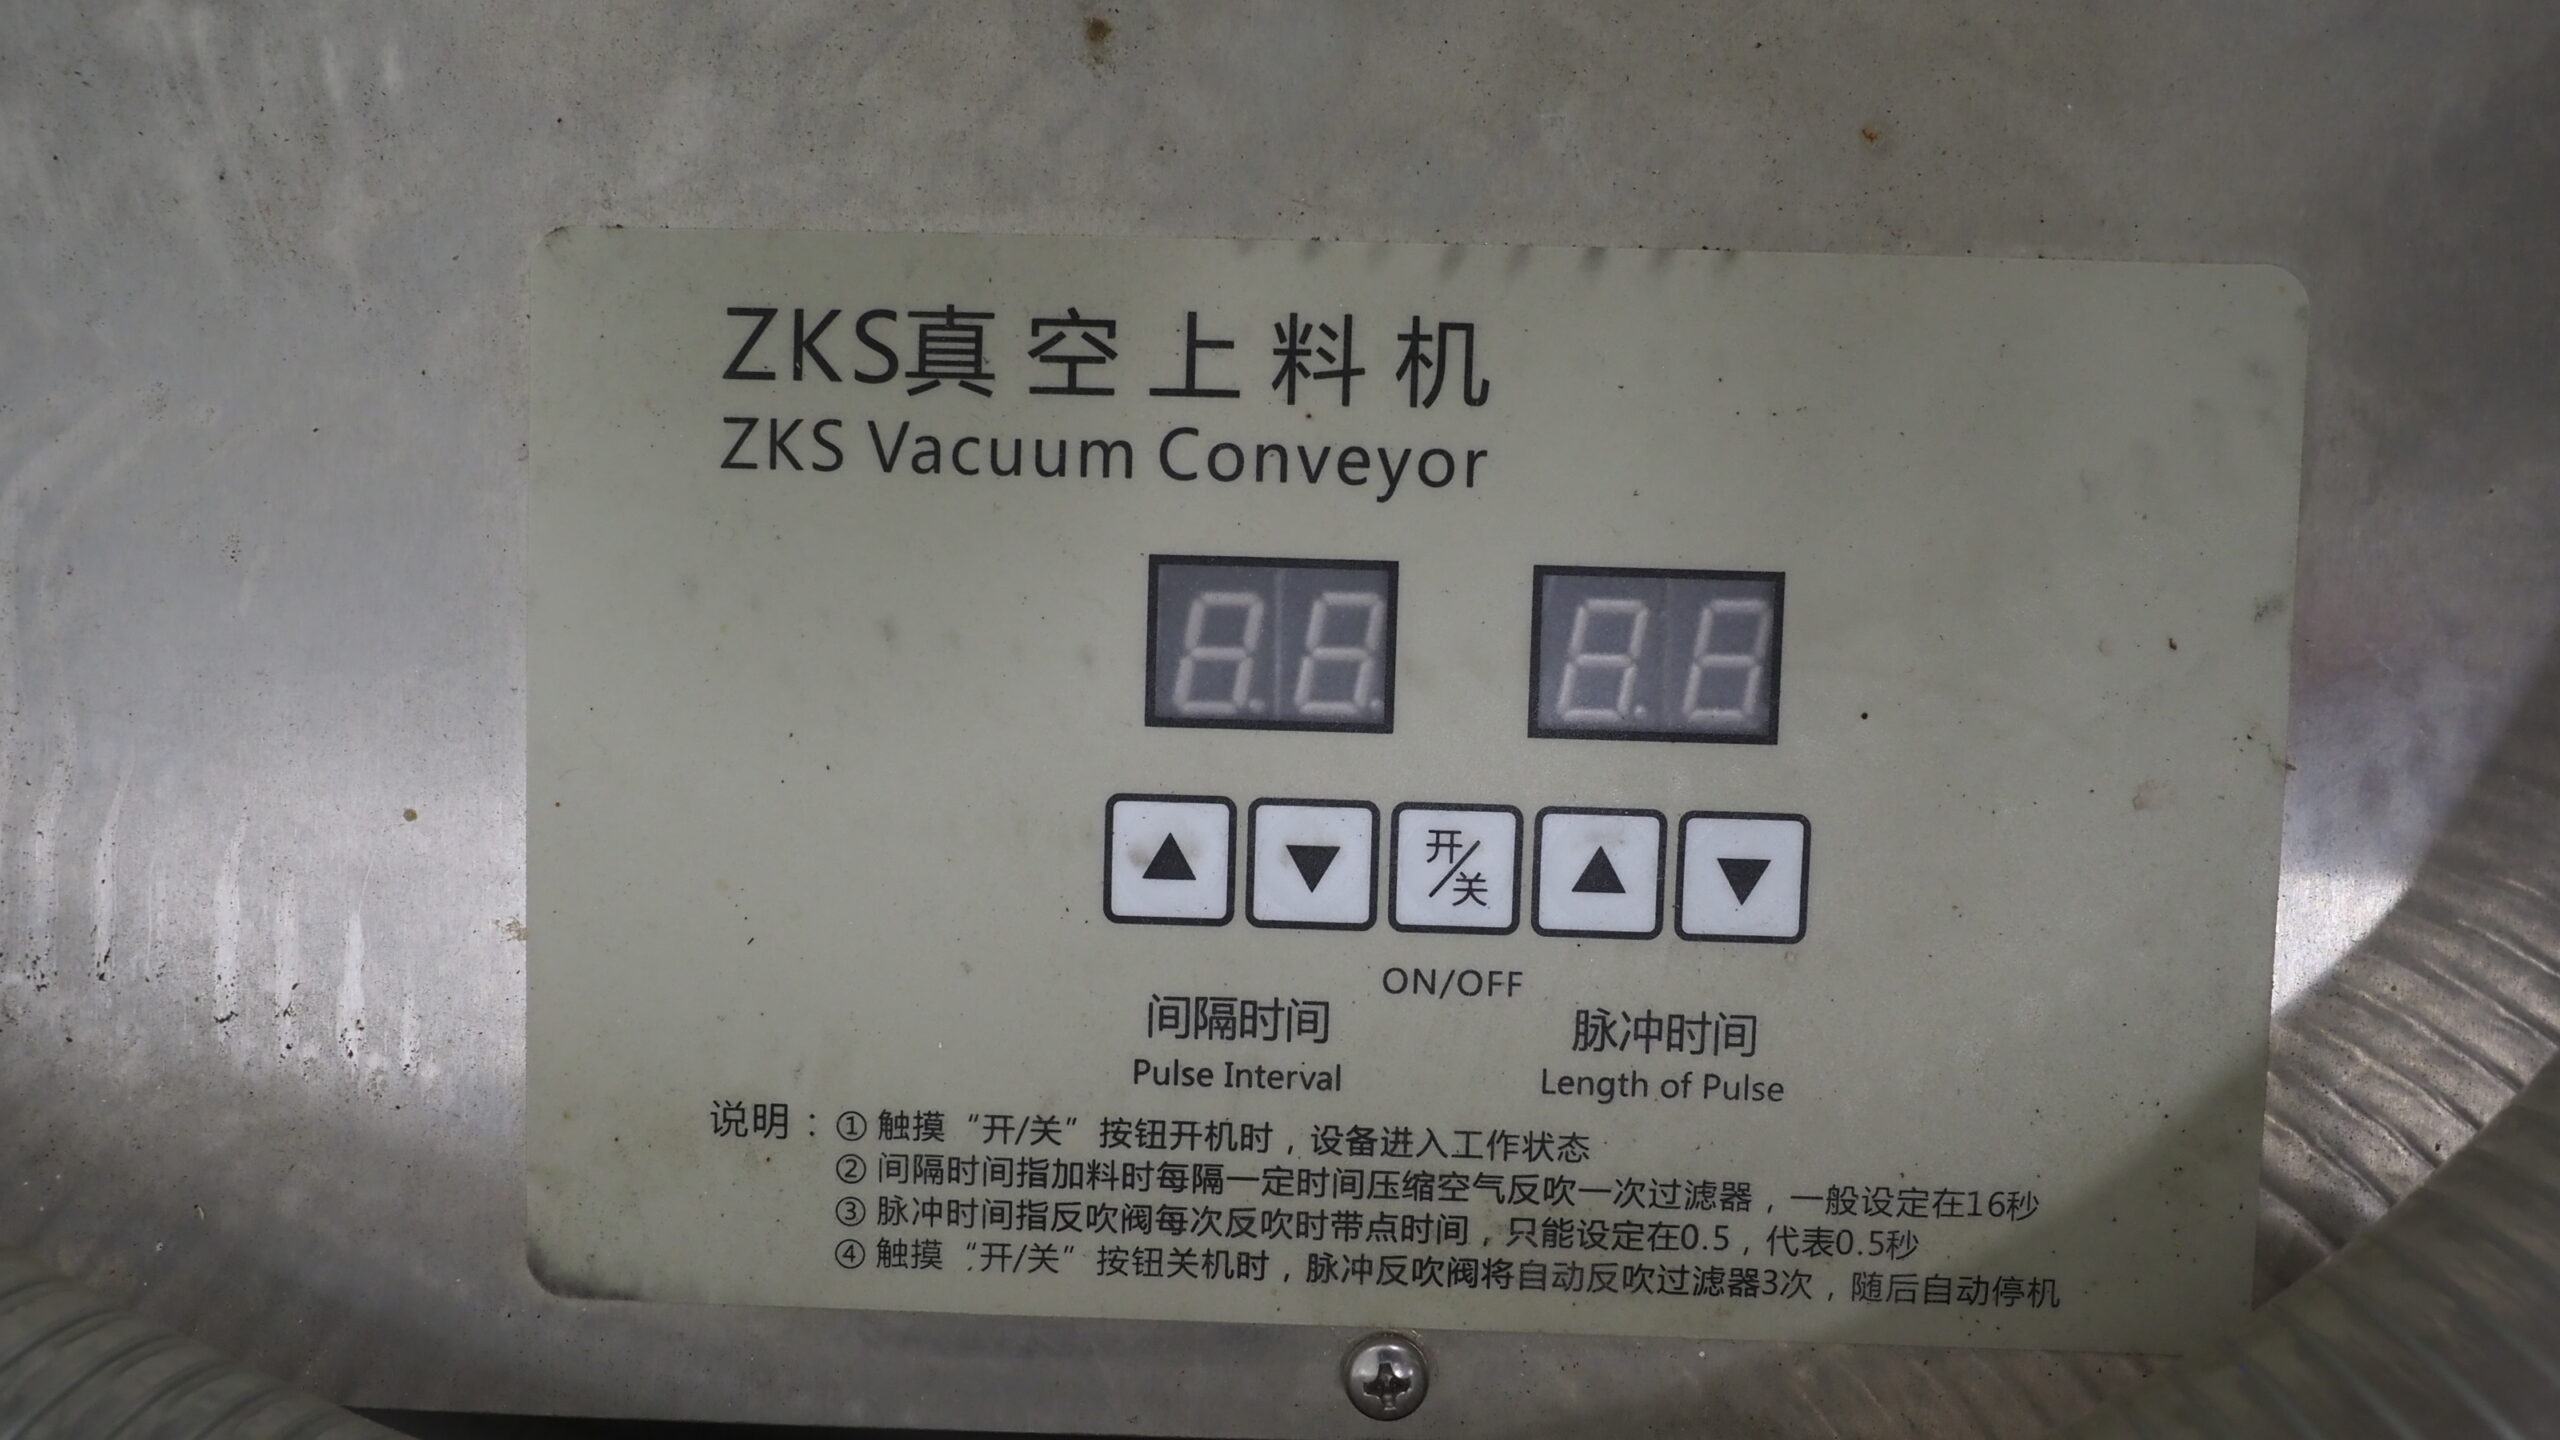 ZKS真空上料机
ZKS Vacuum Conveyor
开/关
ON/OFF
间隔时间
Pulse Interval
脉冲时间
Length of Pulse
说明：① 触摸“开/关”按钮开机时，设备进入工作状态
② 间隔时间指加料时每隔一定时间压缩空气反吹一次过滤器，一般设定在16秒
③ 脉冲时间指反吹阀每次反吹时带点时间，只能设定在0.5，代表0.5秒
④ 触摸“开/关”按钮关机时，脉冲反吹阀将自动反吹过滤器3次，随后自动停机